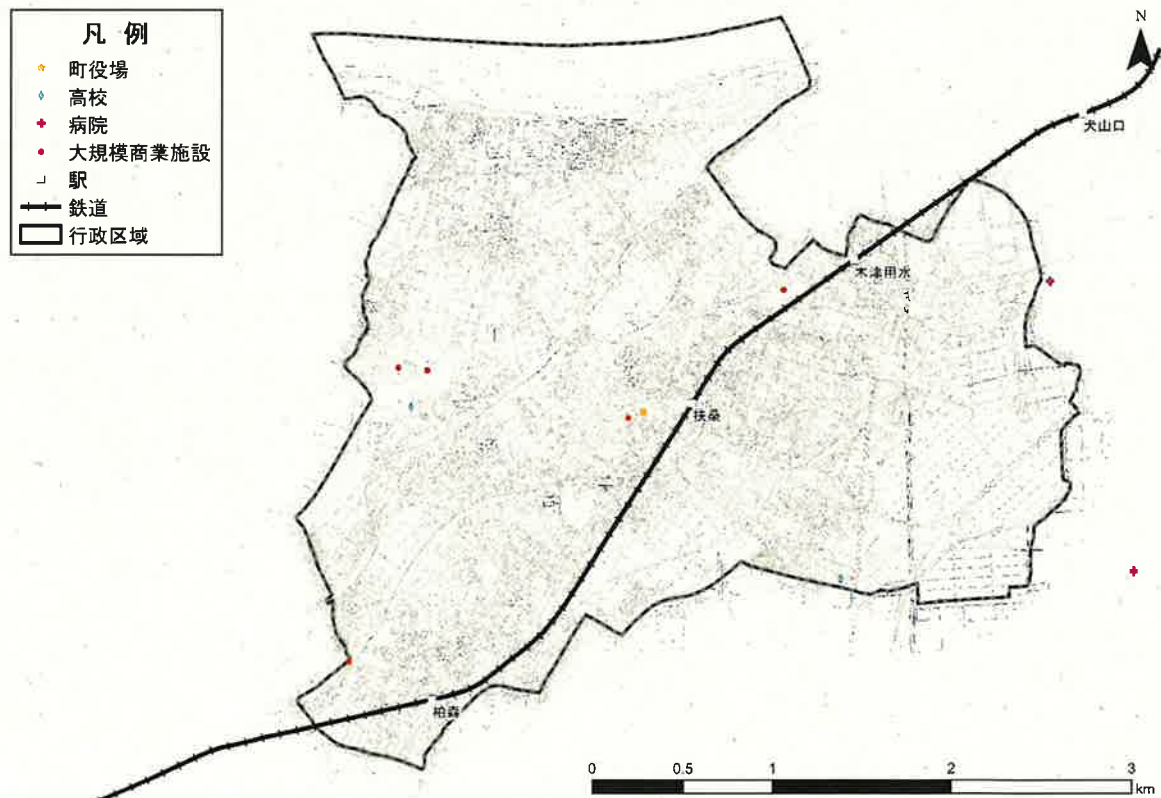 凡 例
町役場
高校
病院
大規模商業施設
駅
鉄道
行政区域
N
犬山口
木津用水
扶桑
柏森
0 0.5 1 2 3
km